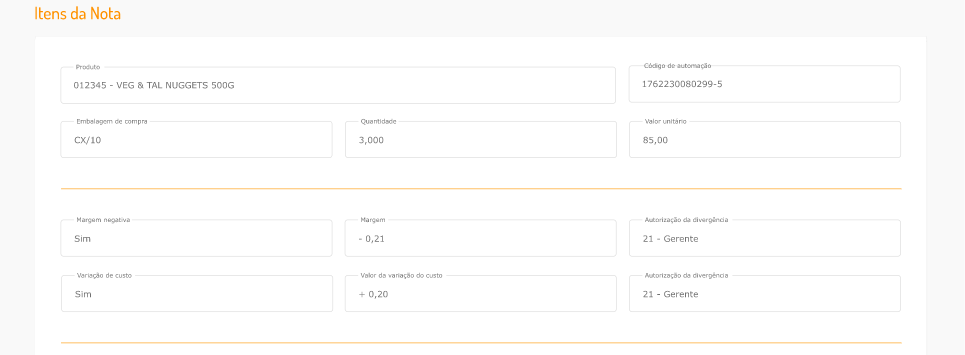 Itens da Nota
Produto
012345 - VEG & TAL NUGGETS 500G
Código de automação
1762230080299-5
Embalagem de compra
CX/10
Quantidade
3,000
Valor unitário
85,00
Margem negativa
Sim
Margem
- 0,21
Autorização da divergência
21 - Gerente
Variação de custo
Sim
Valor da variação do custo
+ 0,20
Autorização da divergência
21 - Gerente